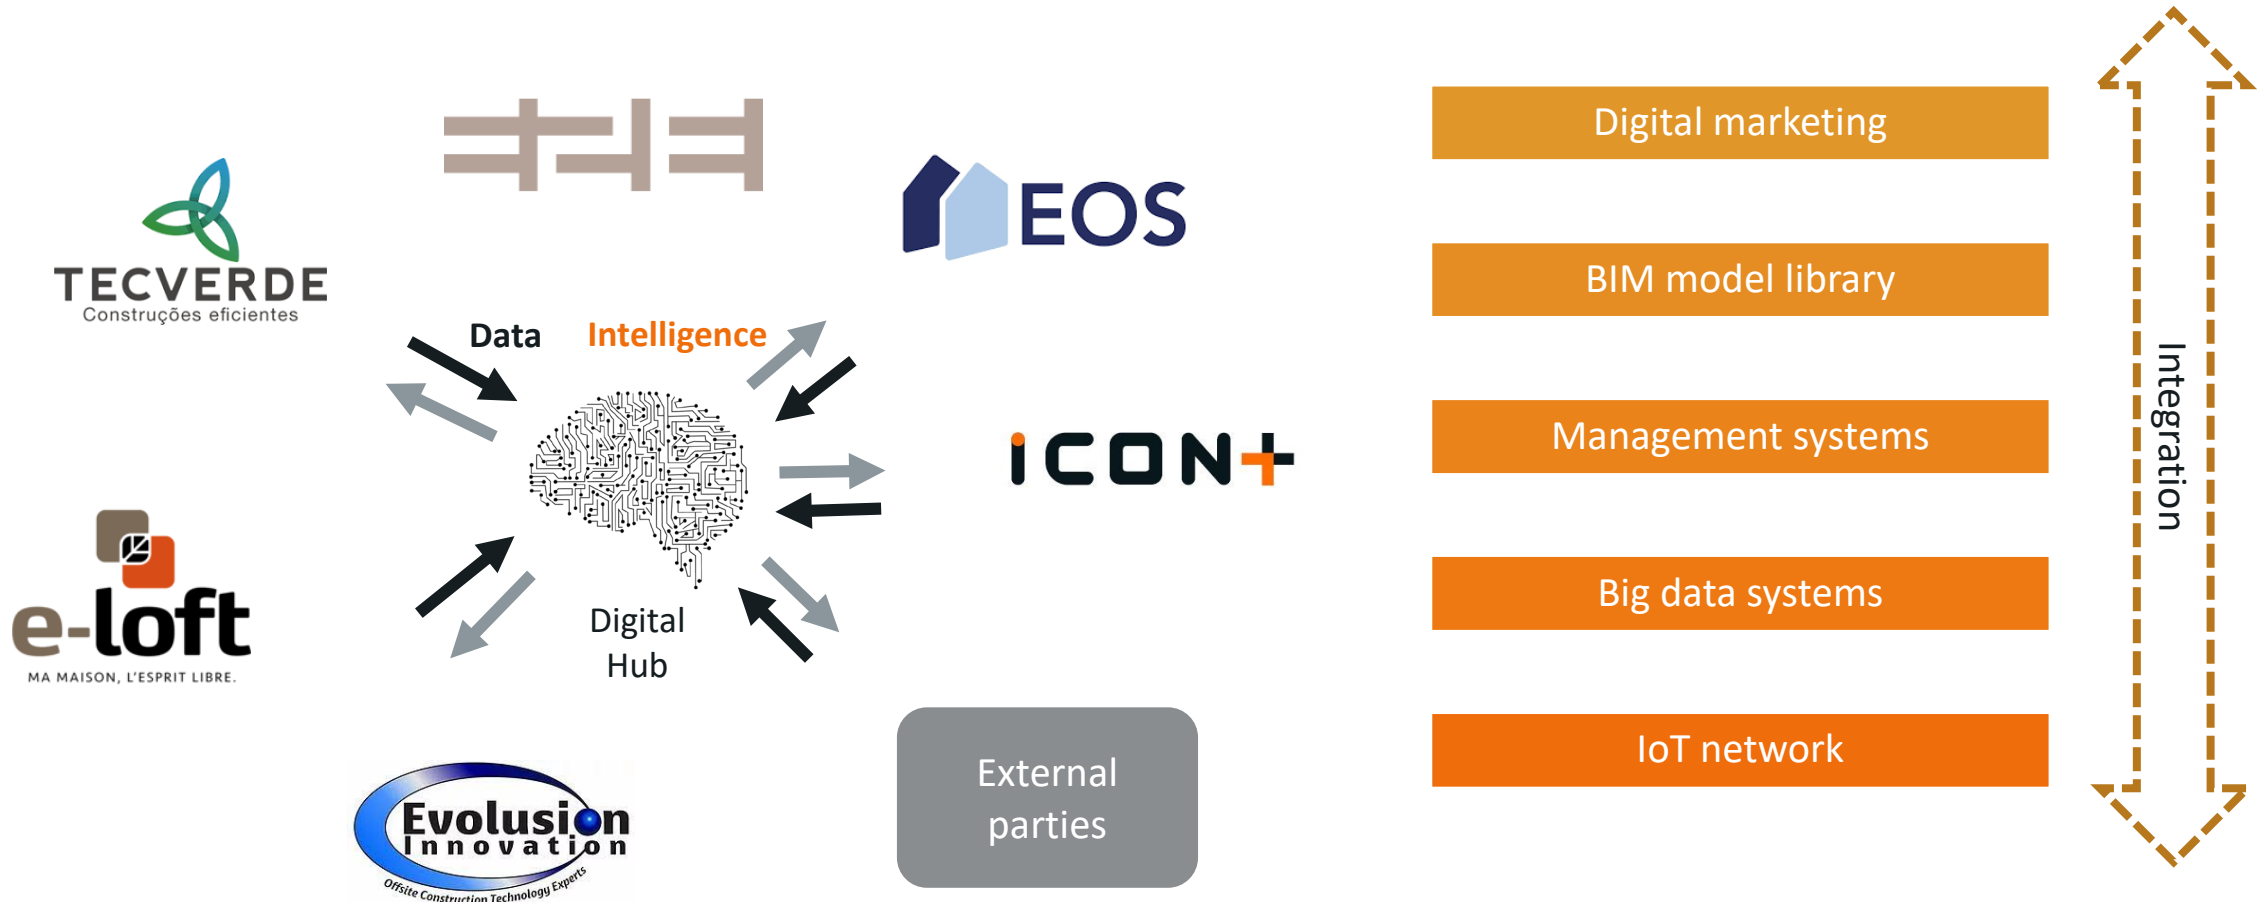 TECVERDE
Construções eficientes
EOS
Data
Intelligence
iCON+
e-loft
MA MAISON, L'ESPRIT LIBRE.
Digital
Hub
Evolusion
Innovation
Offsite Construction Technology Experts
External
parties
Digital marketing
BIM model library
Management systems
Big data systems
IoT network
Integration